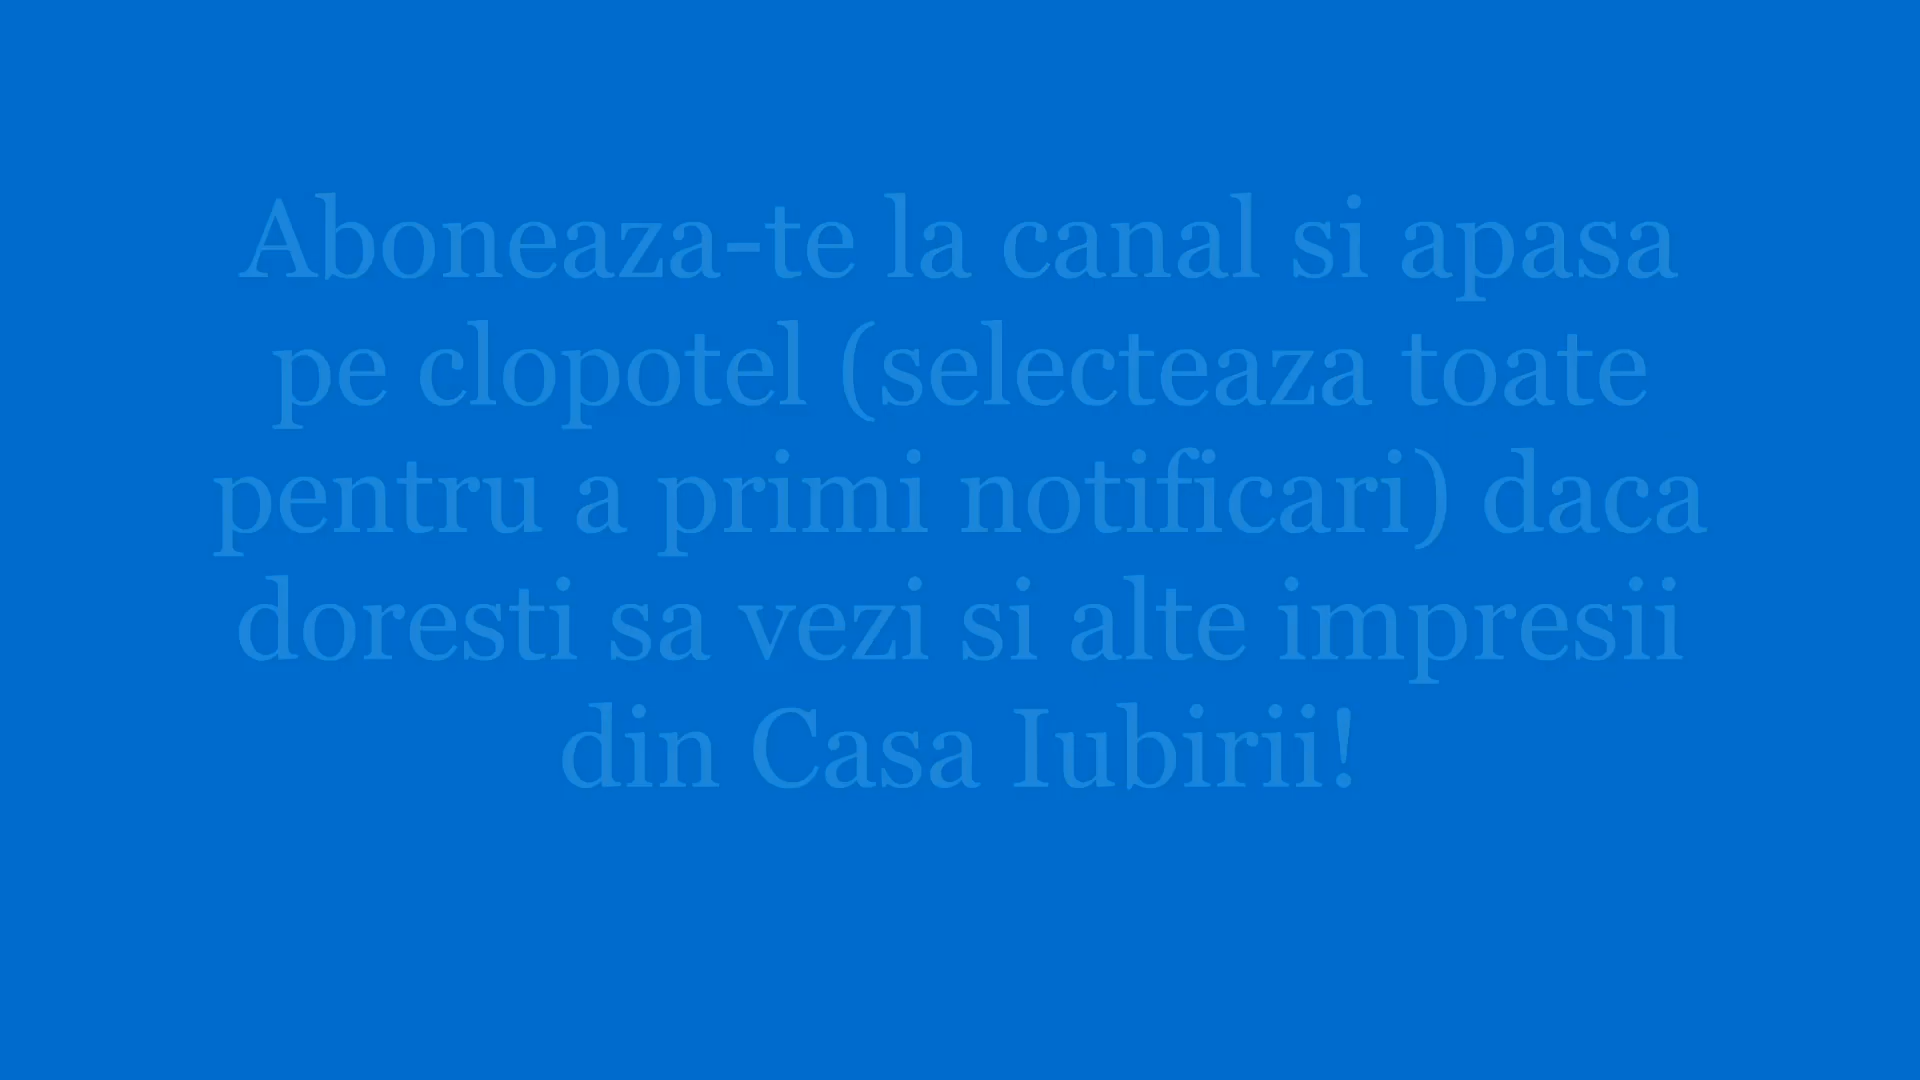 Aboneaza-te la canal si apasa
pe clopotel (selecteaza toate
pentru a primi notificari) daca
doresti sa vezi si alte impresii
din Casa Iubirii!